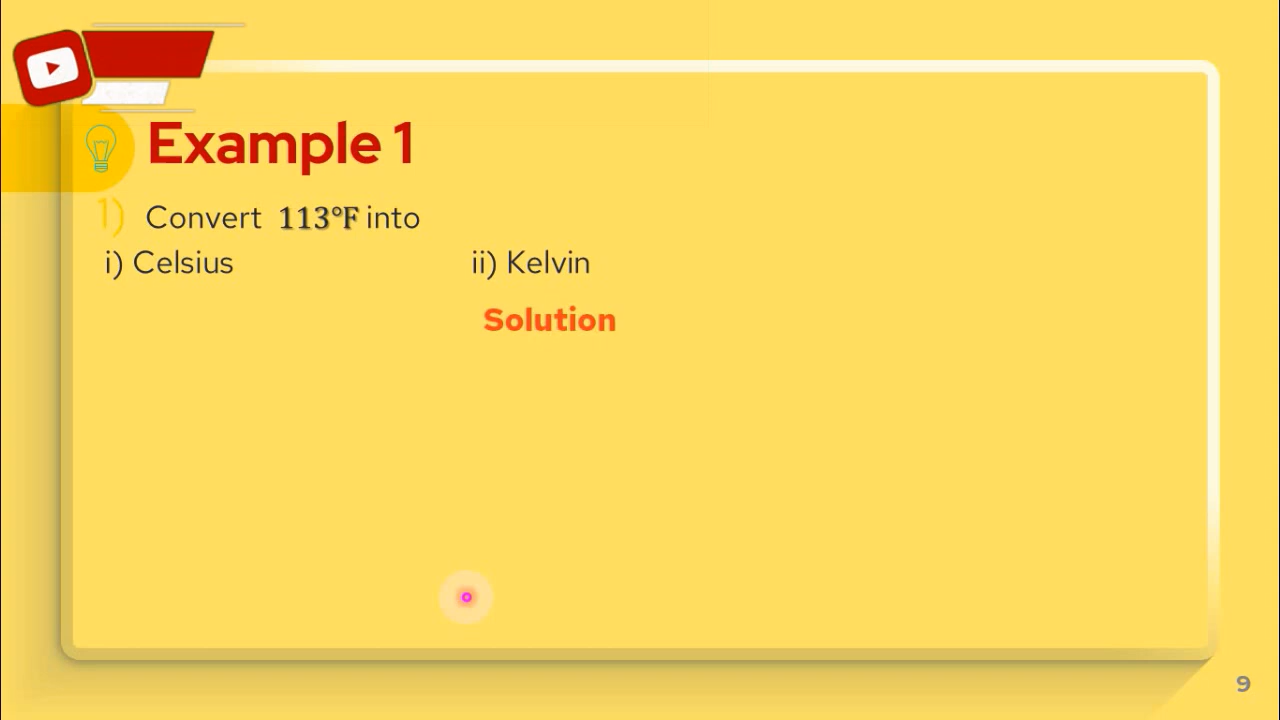 Example 1
1) Convert 113°F into
i) Celsius ii) Kelvin
Solution
9